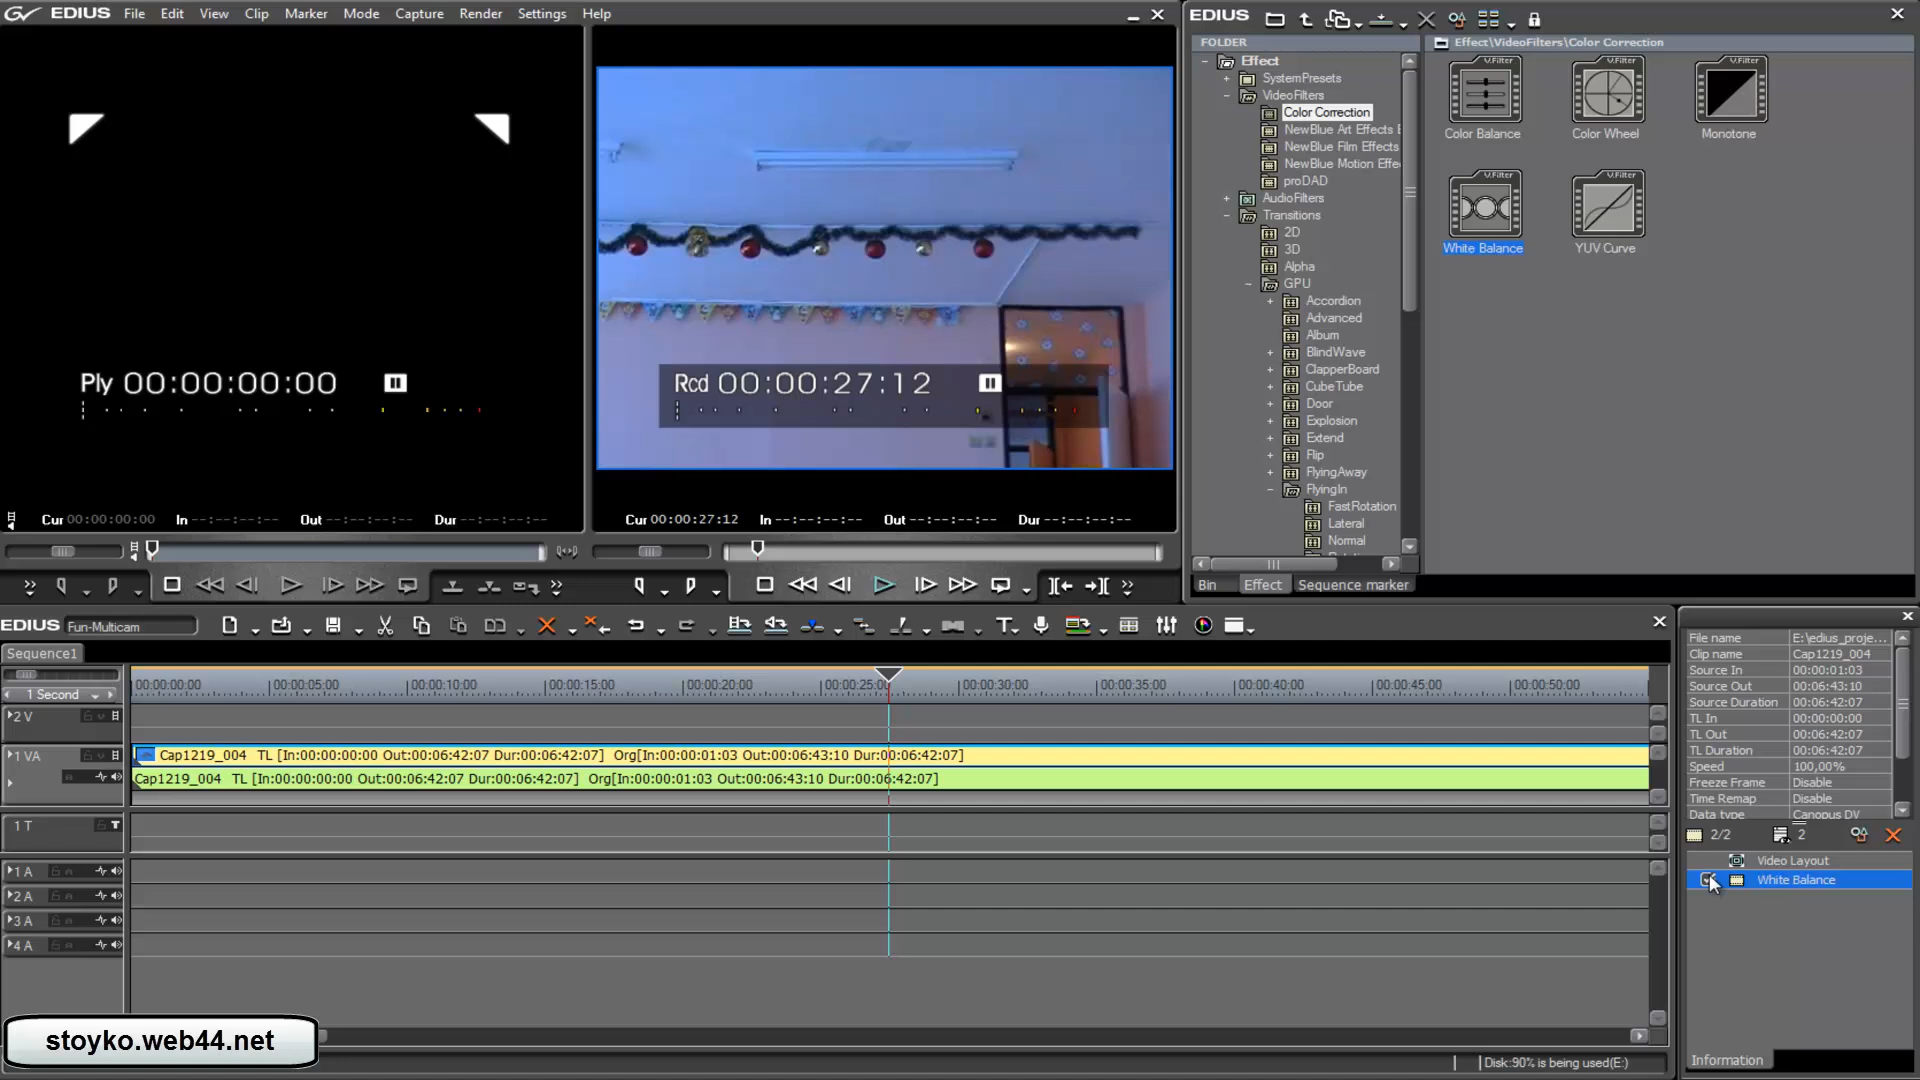 EDIUS File Edit View Clip Marker Mode Capture Render Settings Help
Ply 00:00:00:00
Cur 00:00:00:00 In --:--:--:-- Out --:--:--:-- Dur --:--:--:--
Rcd 00:00:27:12
Cur 00:00:27:12 In --:--:--:-- Out --:--:--:-- Dur --:--:--:--
EDIUS
FOLDER
Effect
SystemPresets
VideoFilters
Color Correction
NewBlue Art Effects
NewBlue Film Effects
NewBlue Motion Effe
proDAD
AudioFilters
Transitions
2D
3D
Alpha
GPU
Accordion
Advanced
Album
BlindWave
ClapperBoard
CubeTube
Door
Explosion
Extend
Flip
FlyingAway
FlyingIn
FastRotation
Lateral
Normal
Effect\VideoFilters\Color Correction
V.Filter V.Filter V.Filter
Color Balance Color Wheel Monotone
V.Filter V.Filter
White Balance YUV Curve
Bin Effect Sequence marker
EDIUS Fun-Multicam
Sequence1
1 Second
00:00:00:00 00:00:05:00 00:00:10:00 00:00:15:00 00:00:20:00 00:00:25:00 00:00:30:00 00:00:35:00 00:00:40:00 00:00:45:00 00:00:50:00
2 V
1 VA
Cap1219_004 TL [In:00:00:00:00 Out:00:06:42:07 Dur:00:06:42:07] Org[In:00:00:01:03 Out:00:06:43:10 Dur:00:06:42:07]
Cap1219_004 TL [In:00:00:00:00 Out:00:06:42:07 Dur:00:06:42:07] Org[In:00:00:01:03 Out:00:06:43:10 Dur:00:06:42:07]
1 T T
1 A
2 A
3 A
4 A
File name E:\edius_proje...
Clip name Cap1219_004
Source In 00:00:01:03
Source Out 00:06:43:10
Source Duration 00:06:42:07
TL In 00:00:00:00
TL Out 00:06:42:07
TL Duration 00:06:42:07
Speed 100,00%
Freeze Frame Disable
Time Remap Disable
Data type Canopus DV
2/2 2
Video Layout
White Balance
Information
stoyko.web44.net
Disk:90% is being used(E:)